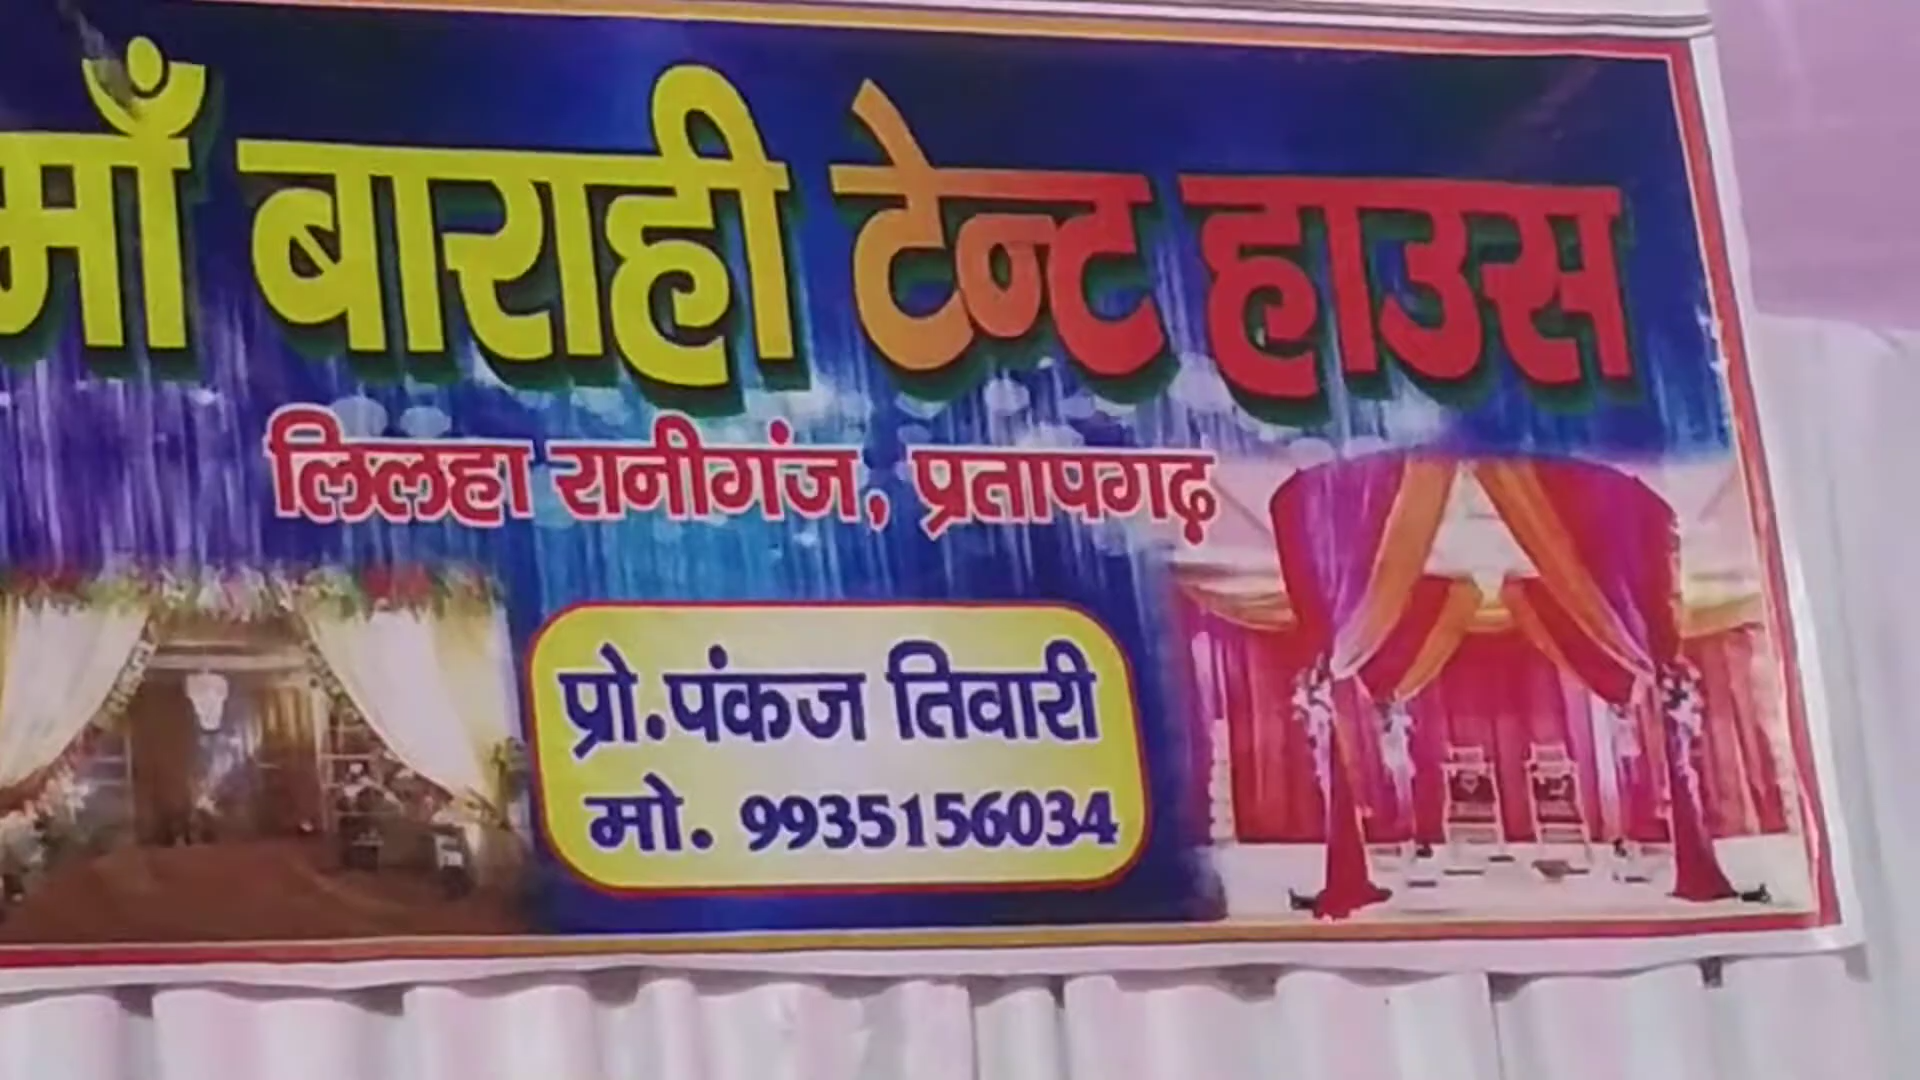 माँ बाराही टेन्ट हाउस
लिलहा रानीगंज, प्रतापगढ़
प्रो.पंकज तिवारी
मो. 9935156034